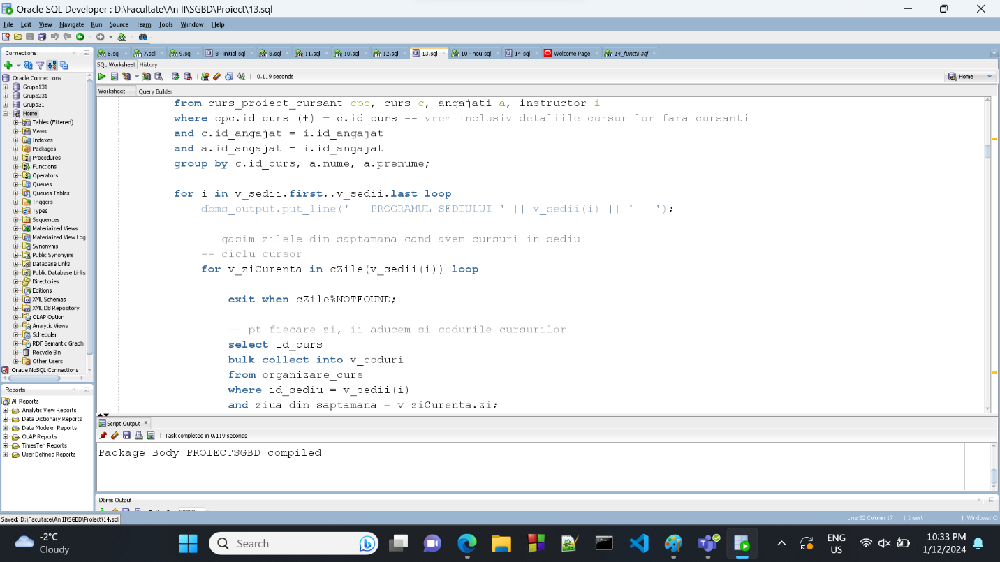 Oracle SQL Developer : D:\Facultate\An II\SGBD\Proiect\13.sql
File Edit View Navigate Run Source Team Tools Window Help
Connections
6.sql 7.sql 9.sql 8 - initial.sql 8.sql 11.sql 10.sql 12.sql 13.sql 10 - nou.sql 14.sql Welcome Page 14_functii.sql
SQL Worksheet History
0.119 seconds
Home
Worksheet Query Builder
Oracle Connections
Grupa131
Grupa231
Grupa31
Home
Tables (Filtered)
Views
Indexes
Packages
Procedures
Functions
Operators
Queues
Queues Tables
Triggers
Types
Sequences
Materialized Views
Materialized View Log
Synonyms
Public Synonyms
Database Links
Public Database Links
Directories
Editions
XML Schemas
XML DB Repository
OLAP Option
Analytic Views
Scheduler
RDF Semantic Graph
Recycle Bin
Other Users
Oracle NoSQL Connections
from curs_proiect_cursant cpc, curs c, angajati a, instructor i
where cpc.id_curs (+) = c.id_curs -- vrem inclusiv detaliile cursurilor fara cursanti
and c.id_angajat = i.id_angajat
and a.id_angajat = i.id_angajat
group by c.id_curs, a.nume, a.prenume;
for i in v_sedii.first..v_sedii.last loop
dbms_output.put_line('-- PROGRAMUL SEDIULUI ' || v_sedii(i) || ' --');
-- gasim zilele din saptamana cand avem cursuri in sediu
-- ciclu cursor
for v_ziCurenta in cZile(v_sedii(i)) loop
exit when cZile%NOTFOUND;
-- pt fiecare zi, ii aducem si codurile cursurilor
select id_curs
bulk collect into v_coduri
from organizare_curs
where id_sediu = v_sedii(i)
and ziua_din_saptamana = v_ziCurenta.zi;
Reports
All Reports
Analytic View Reports
Data Dictionary Reports
Data Modeler Reports
OLAP Reports
TimesTen Reports
User Defined Reports
Script Output
Task completed in 0.119 seconds
Package Body PROIECTSGBD compiled
Dbms Output
Saved: D:\Facultate\An II\SGBD\Proiect\14.sql
Line 32 Column 17 Insert Windows: C
-2°C
Cloudy
Search
ENG
US
10:33 PM
1/12/2024